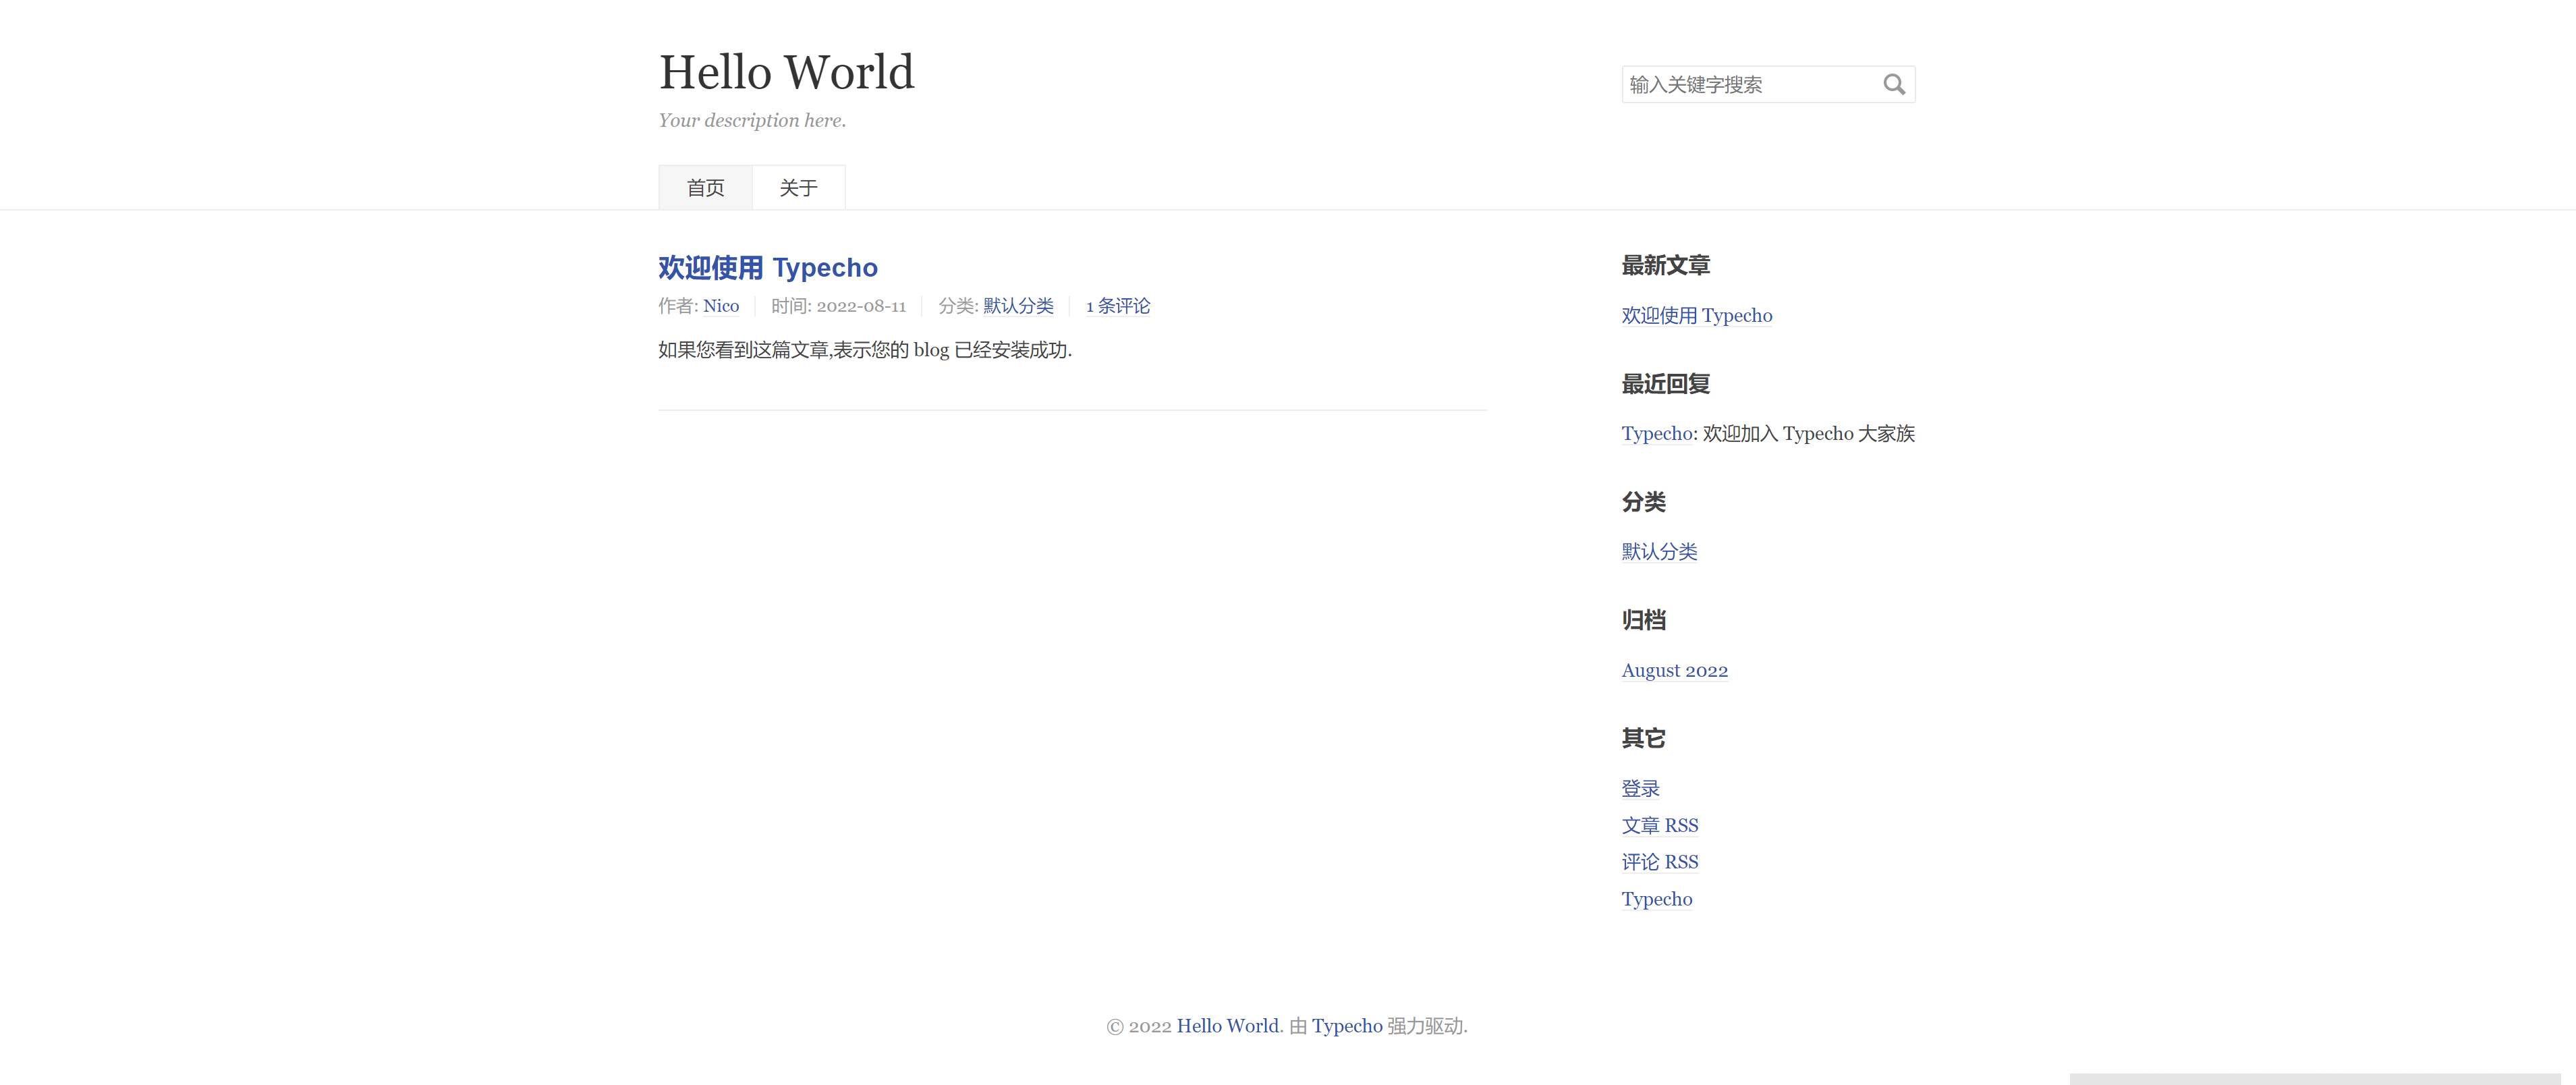 Hello World
Your description here.
输入关键字搜索
首页
关于
欢迎使用 Typecho
作者: Nico
时间: 2022-08-11
分类: 默认分类
1 条评论
如果您看到这篇文章,表示您的 blog 已经安装成功.
最新文章
欢迎使用 Typecho
最近回复
Typecho: 欢迎加入 Typecho 大家族
分类
默认分类
归档
August 2022
其它
登录
文章 RSS
评论 RSS
Typecho
© 2022 Hello World. 由 Typecho 强力驱动.